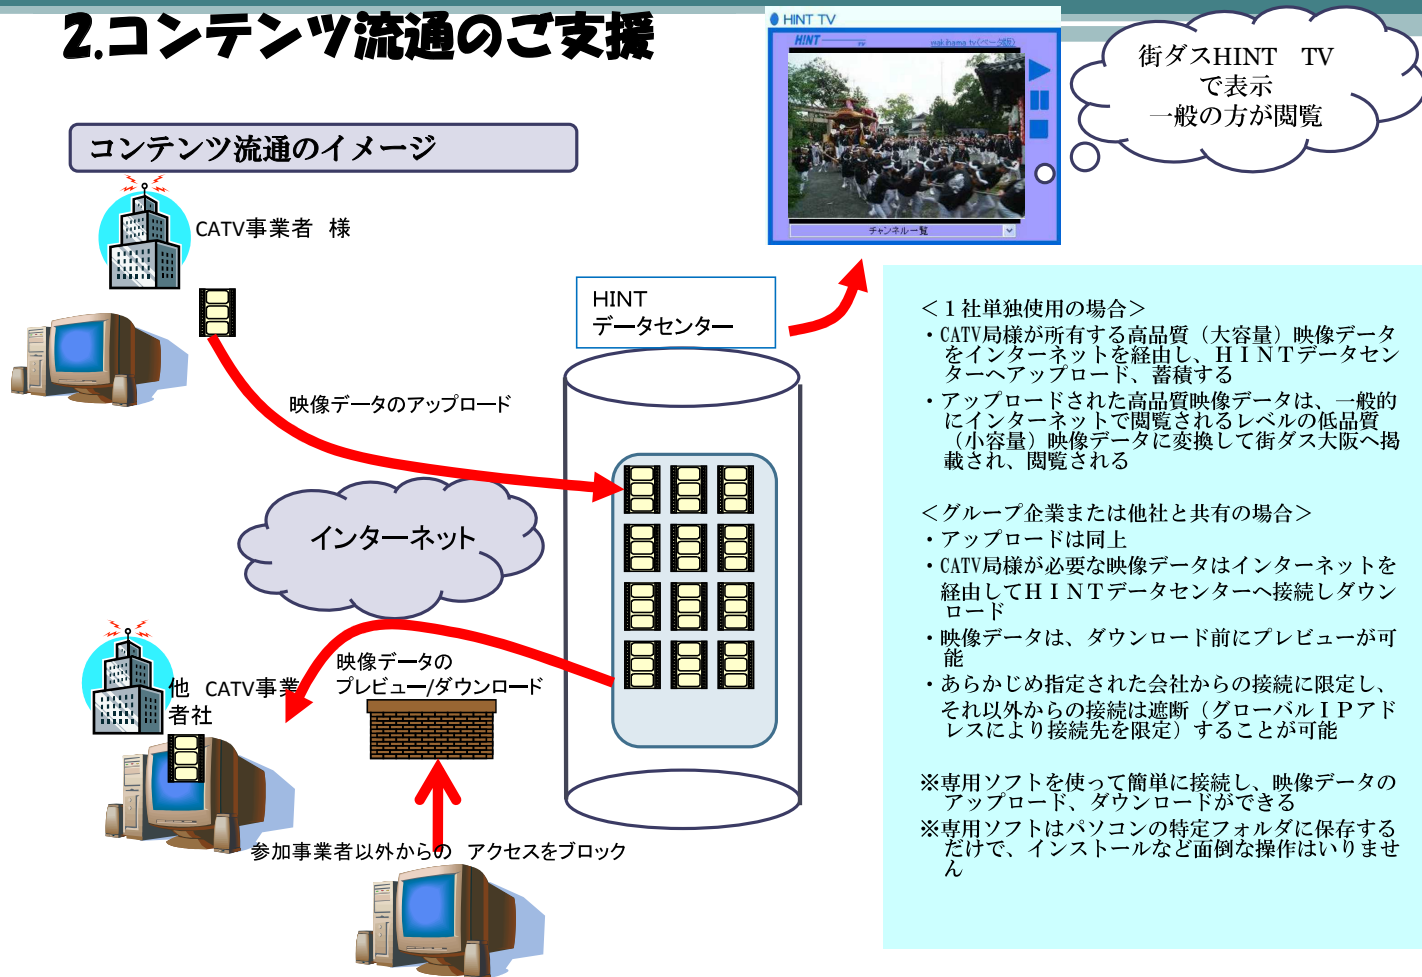 2.コンテンツ流通のご支援
HINT TV
HINT
TV
チャンネル一覧
街ダスHINT　TV
で表示
一般の方が閲覧
コンテンツ流通のイメージ
CATV事業者　様
HINT
データセンター
映像データのアップロード
インターネット
他　CATV事業
者社
映像データの
プレビュー/ダウンロード
参加事業者以外からの　アクセスをブロック
＜１社単独使用の場合＞
・CATV局様が所有する高品質（大容量）映像データ
をインターネットを経由し、ＨＩＮＴデータセン
ターへアップロード、蓄積する
・アップロードされた高品質映像データは、一般的
にインターネットで閲覧されるレベルの低品質
（小容量）映像データに変換して街ダス大阪へ掲
載され、閲覧される
＜グループ企業または他社と共有の場合＞
・アップロードは同上
・CATV局様が必要な映像データはインターネットを
経由してＨＩＮＴデータセンターへ接続しダウン
ロード
・映像データは、ダウンロード前にプレビューが可
能
・あらかじめ指定された会社からの接続に限定し、
それ以外からの接続は遮断（グローバルＩＰアド
レスにより接続先を限定）することが可能
※専用ソフトを使って簡単に接続し、映像データの
アップロード、ダウンロードができる
※専用ソフトはパソコンの特定フォルダに保存する
だけで、インストールなど面倒な操作はいりませ
ん